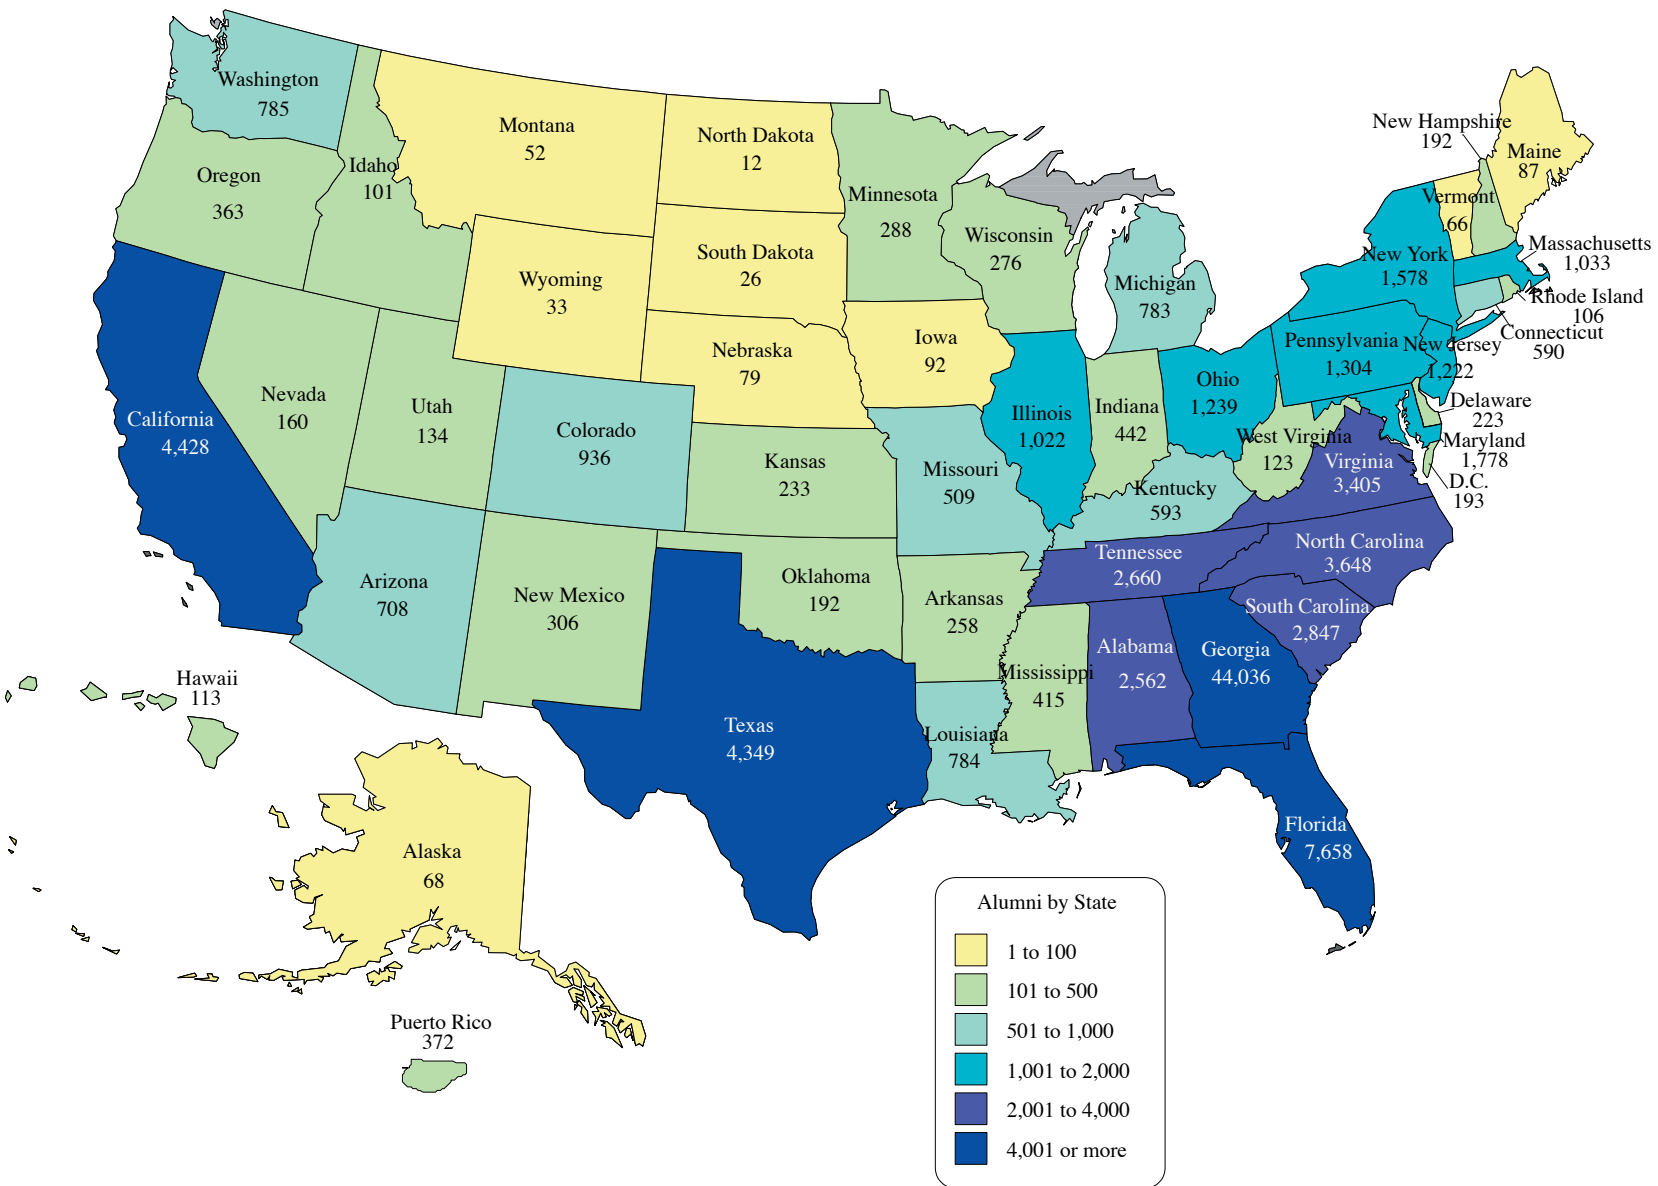 Washington
785
Oregon
363
Idaho
101
Montana
52
North Dakota
12
Minnesota
288
South Dakota
26
Wyoming
33
Wisconsin
276
Michigan
783
New Hampshire
192
Maine
87
Vermont
66
New York
1,578
Massachusetts
1,033
Rhode Island
106
Connecticut
590
Pennsylvania
1,304
New Jersey
1,222
Delaware
223
Maryland
1,778
D.C.
193
Nebraska
79
Iowa
92
Illinois
1,022
Indiana
442
Ohio
1,239
West Virginia
123
Virginia
3,405
California
4,428
Nevada
160
Utah
134
Colorado
936
Kansas
233
Missouri
509
Kentucky
593
Tennessee
2,660
North Carolina
3,648
South Carolina
2,847
Arizona
708
New Mexico
306
Oklahoma
192
Arkansas
258
Mississippi
415
Alabama
2,562
Georgia
44,036
Texas
4,349
Louisiana
784
Florida
7,658
Hawaii
113
Alaska
68
Puerto Rico
372
Alumni by State
1 to 100
101 to 500
501 to 1,000
1,001 to 2,000
2,001 to 4,000
4,001 or more